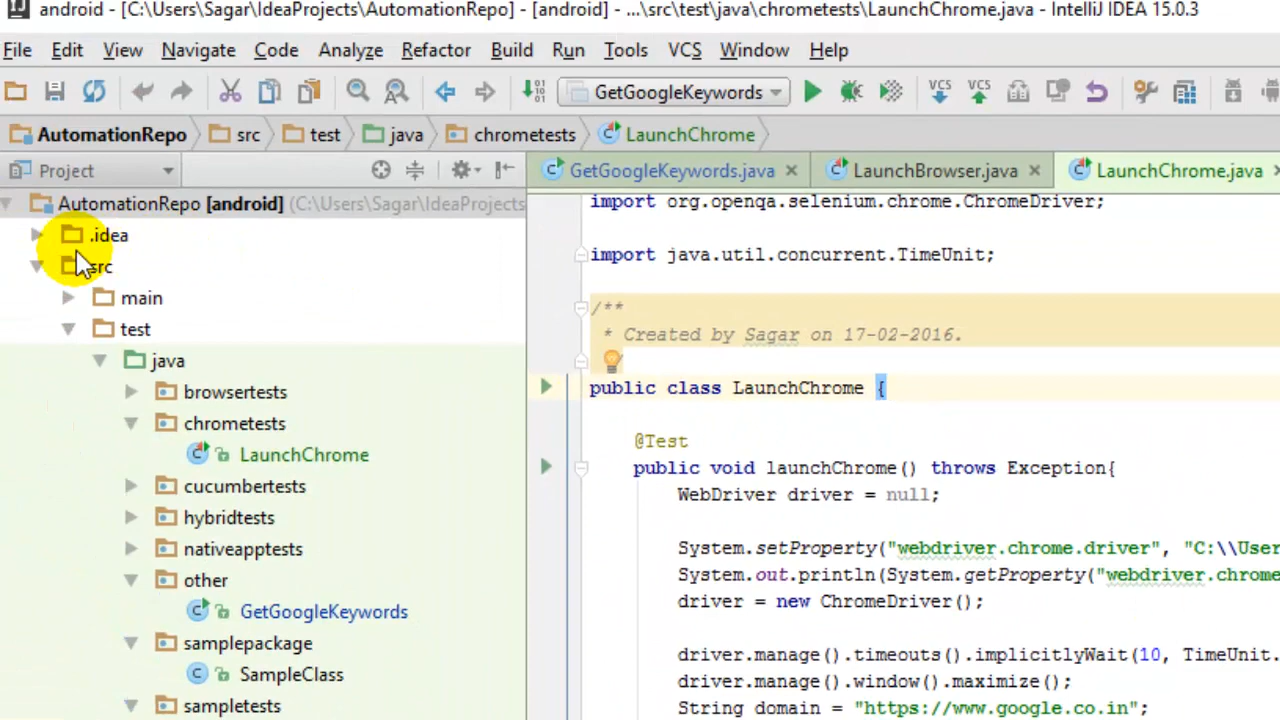 android - [C:\Users\Sagar\IdeaProjects\AutomationRepo] - [android] - ...\src\test\java\chrometests\LaunchChrome.java - IntelliJ IDEA 15.0.3
File Edit View Navigate Code Analyze Refactor Build Run Tools VCS Window Help
GetGoogleKeywords VCS VCS
AutomationRepo src test java chrometests LaunchChrome
Project GetGoogleKeywords.java LaunchBrowser.java LaunchChrome.java
AutomationRepo [android] (C:\Users\Sagar\IdeaProjects
.idea
src
main
test
java
browsertests
chrometests
LaunchChrome
cucumbertests
hybridtests
nativeapptests
other
GetGoogleKeywords
samplepackage
SampleClass
sampletests
import org.openqa.selenium.chrome.ChromeDriver;
import java.util.concurrent.TimeUnit;
/**
* Created by Sagar on 17-02-2016.
public class LaunchChrome {
@Test
public void launchChrome() throws Exception{
WebDriver driver = null;
System.setProperty("webdriver.chrome.driver", "C:\\User
System.out.println(System.getProperty("webdriver.chrome
driver = new ChromeDriver();
driver.manage().timeouts().implicitlyWait(10, TimeUnit.
driver.manage().window().maximize();
String domain = "https://www.google.co.in";